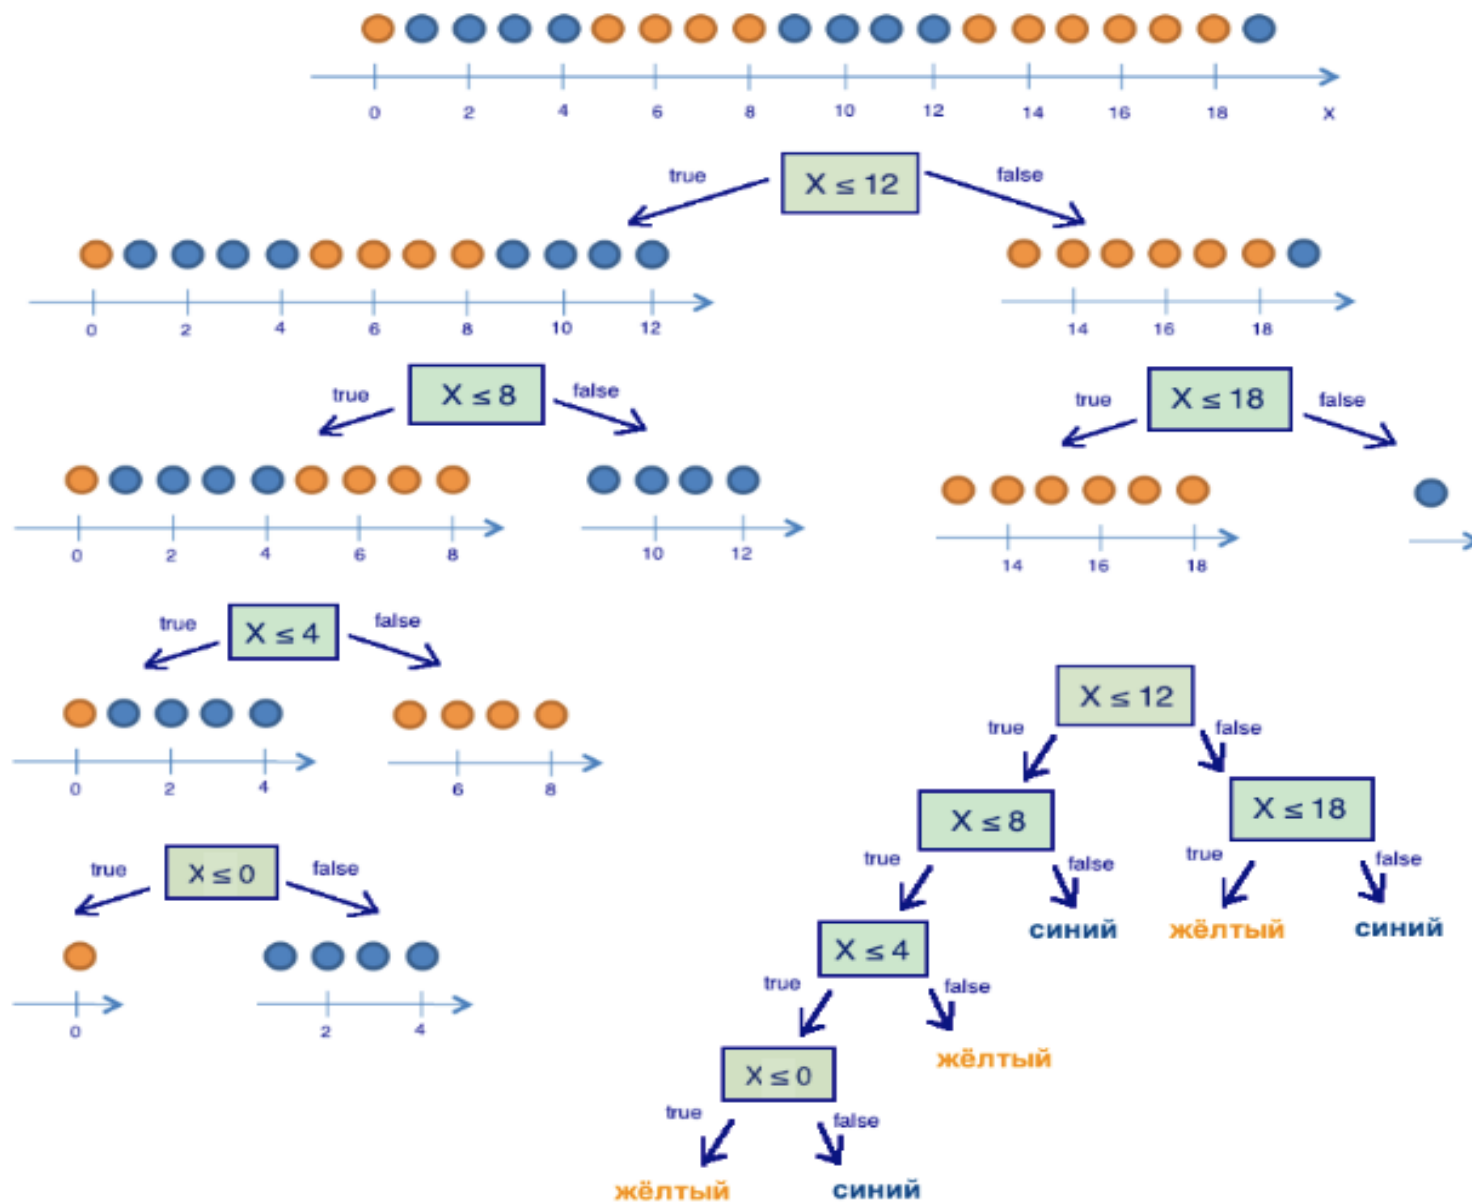 0 2 4 6 8 10 12 14 16 18 X
true X ≤ 12 false
0 2 4 6 8 10 12 14 16 18
true X ≤ 8 false true X ≤ 18 false
0 2 4 6 8 10 12 14 16 18
true X ≤ 4 false
0 2 4 6 8
true X ≤ 0 false
0 2 4
X ≤ 12
true false
X ≤ 8 X ≤ 18
true false true false
синий жёлтый синий
X ≤ 4
true false
жёлтый
X ≤ 0
true false
жёлтый синий